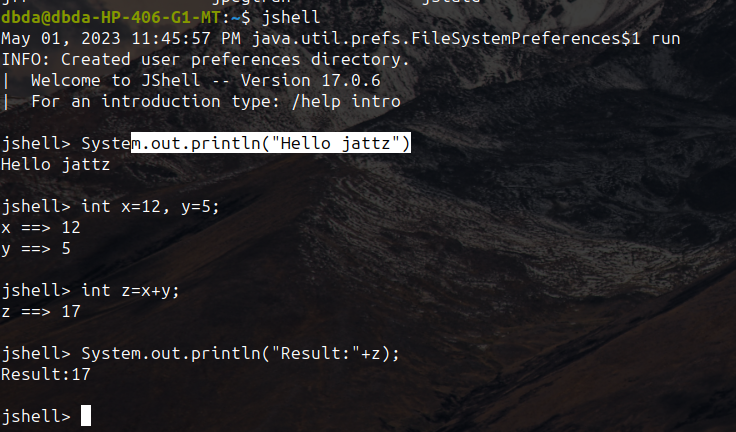 dbda@dbda-HP-406-G1-MT:~$ jshell
May 01, 2023 11:45:57 PM java.util.prefs.FileSystemPreferences$1 run
INFO: Created user preferences directory.
|  Welcome to JShell -- Version 17.0.6
|  For an introduction type: /help intro
jshell> System.out.println("Hello jattz")
Hello jattz
jshell> int x=12, y=5;
x ==> 12
y ==> 5
jshell> int z=x+y;
z ==> 17
jshell> System.out.println("Result:"+z);
Result:17
jshell>